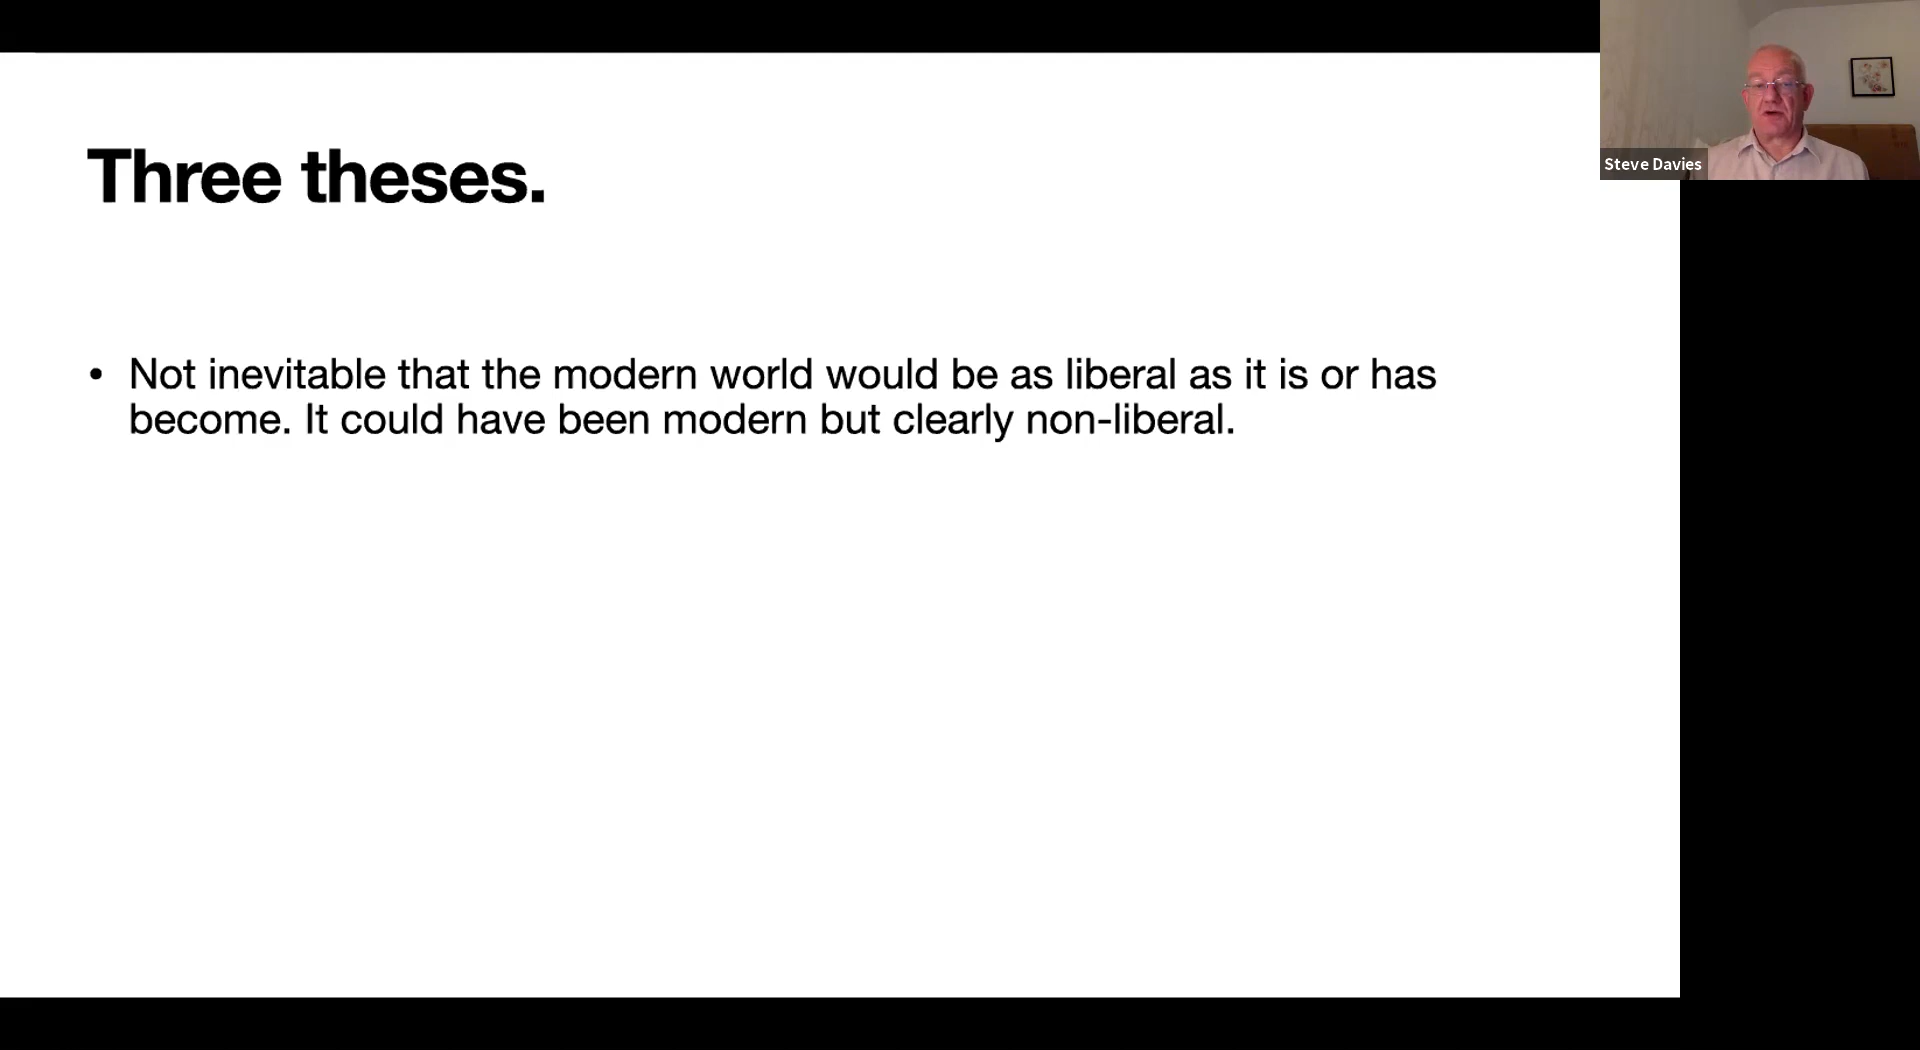 Three theses.
• Not inevitable that the modern world would be as liberal as it is or has
become. It could have been modern but clearly non-liberal.
Steve Davies